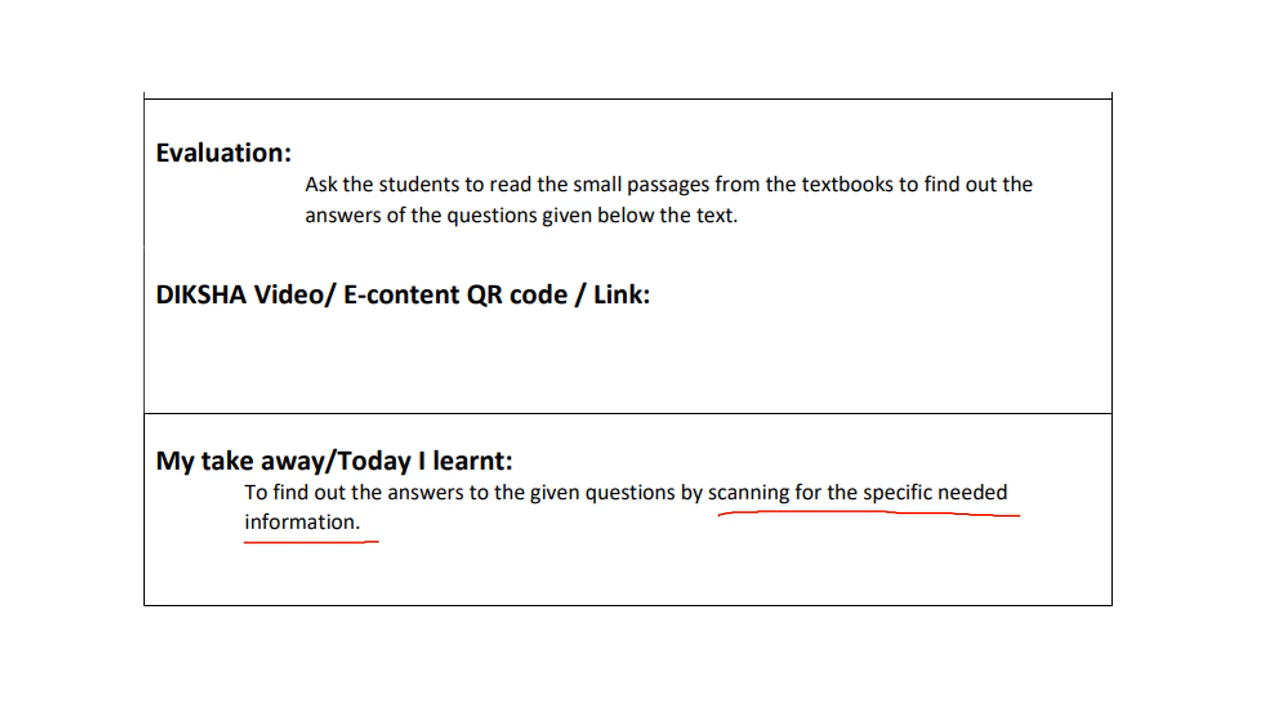 Evaluation:
Ask the students to read the small passages from the textbooks to find out the
answers of the questions given below the text.
DIKSHA Video/ E-content QR code / Link:
My take away/Today I learnt:
To find out the answers to the given questions by scanning for the specific needed
information.